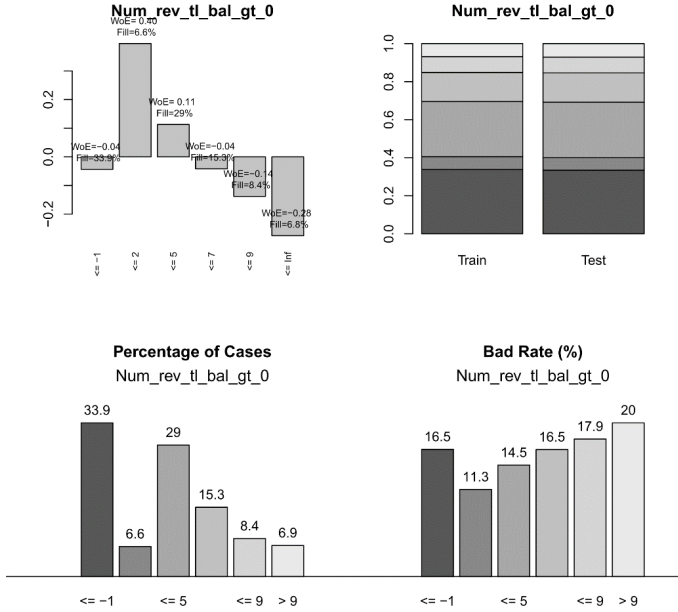 Num_rev_tl_bal_gt_0
WoE= 0.40
Fill=6.6%
WoE= 0.11
Fill=29%
WoE=−0.04
Fill=33.9%
WoE=−0.04
Fill=15.3%
WoE=−0.14
Fill=8.4%
WoE=−0.28
Fill=6.8%
0.2
0.0
−0.2
<= −1
<= 2
<= 5
<= 7
<= 9
<= Inf
Num_rev_tl_bal_gt_0
1.0
0.8
0.6
0.4
0.2
0.0
Train
Test
Percentage of Cases
Num_rev_tl_bal_gt_0
33.9
6.6
29
15.3
8.4
6.9
<= −1
<= 5
<= 9
> 9
Bad Rate (%)
Num_rev_tl_bal_gt_0
16.5
11.3
14.5
16.5
17.9
20
<= −1
<= 5
<= 9
> 9